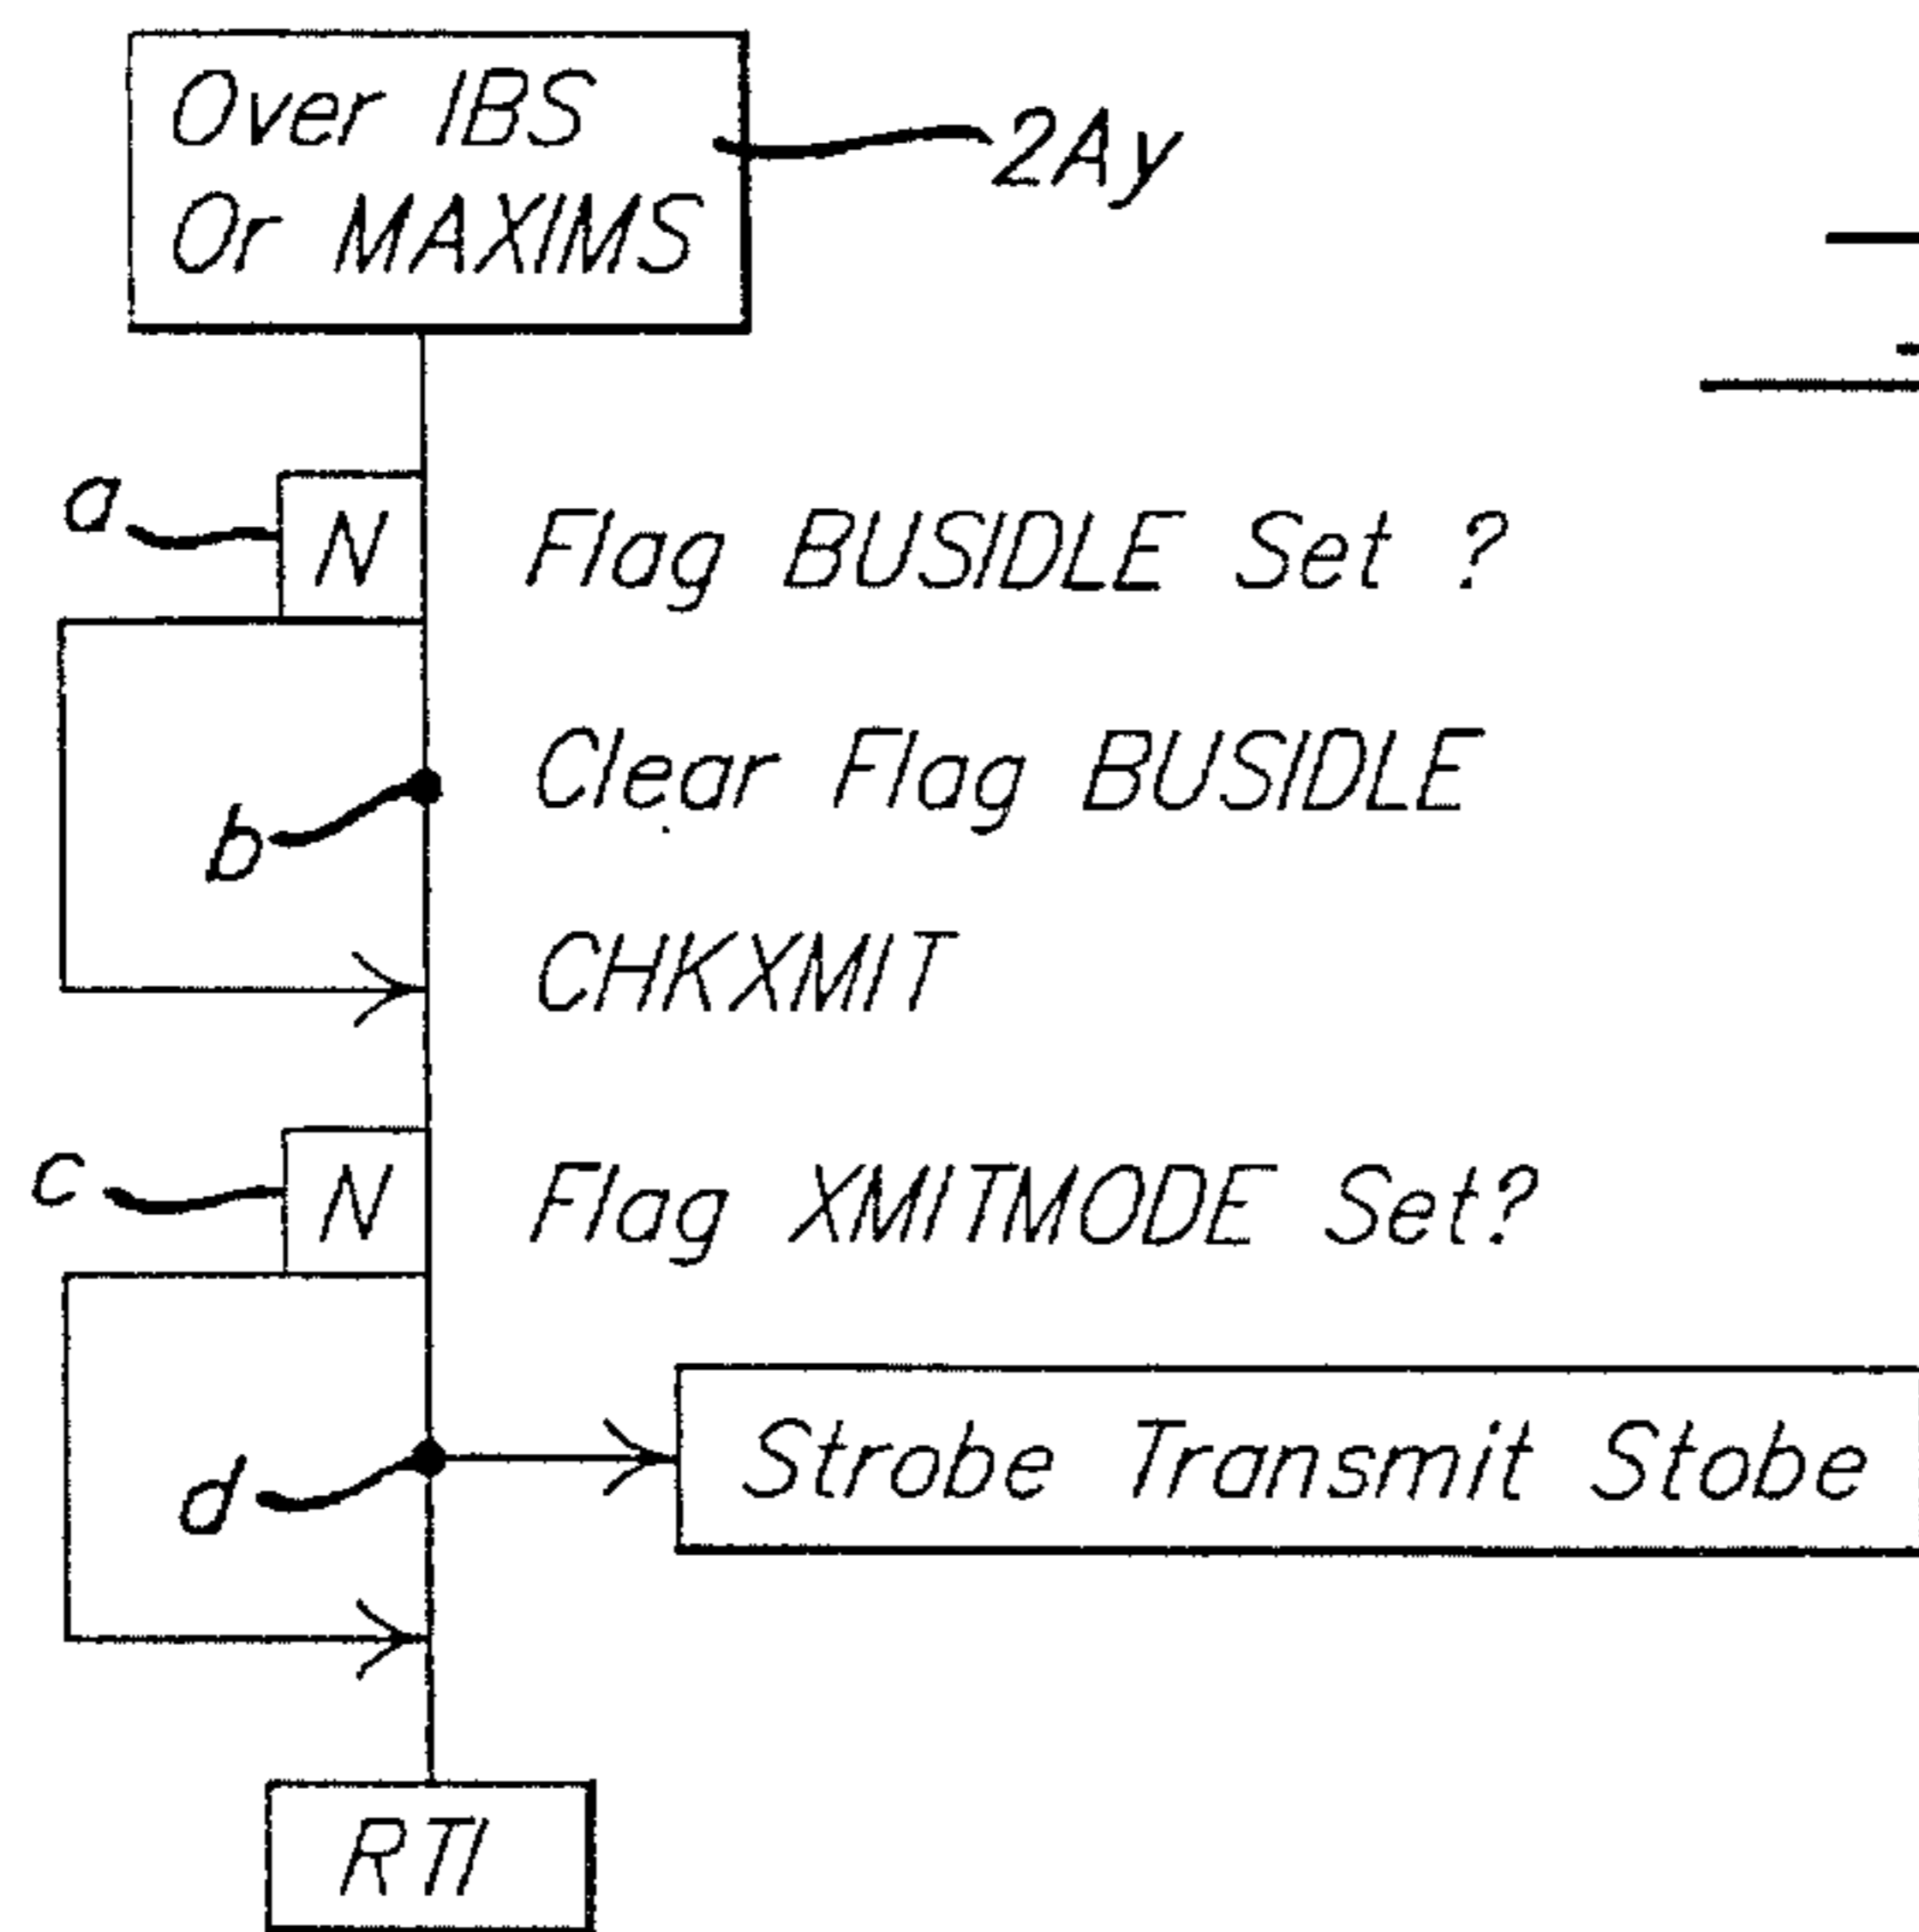 Over IBS
Or MAXIMS
2Ay
a
N
Flag BUSIDLE Set ?
b
Clear Flag BUSIDLE
CHKXMIT
c
N
Flag XMITMODE Set?
d
Strobe Transmit Stobe
RTI